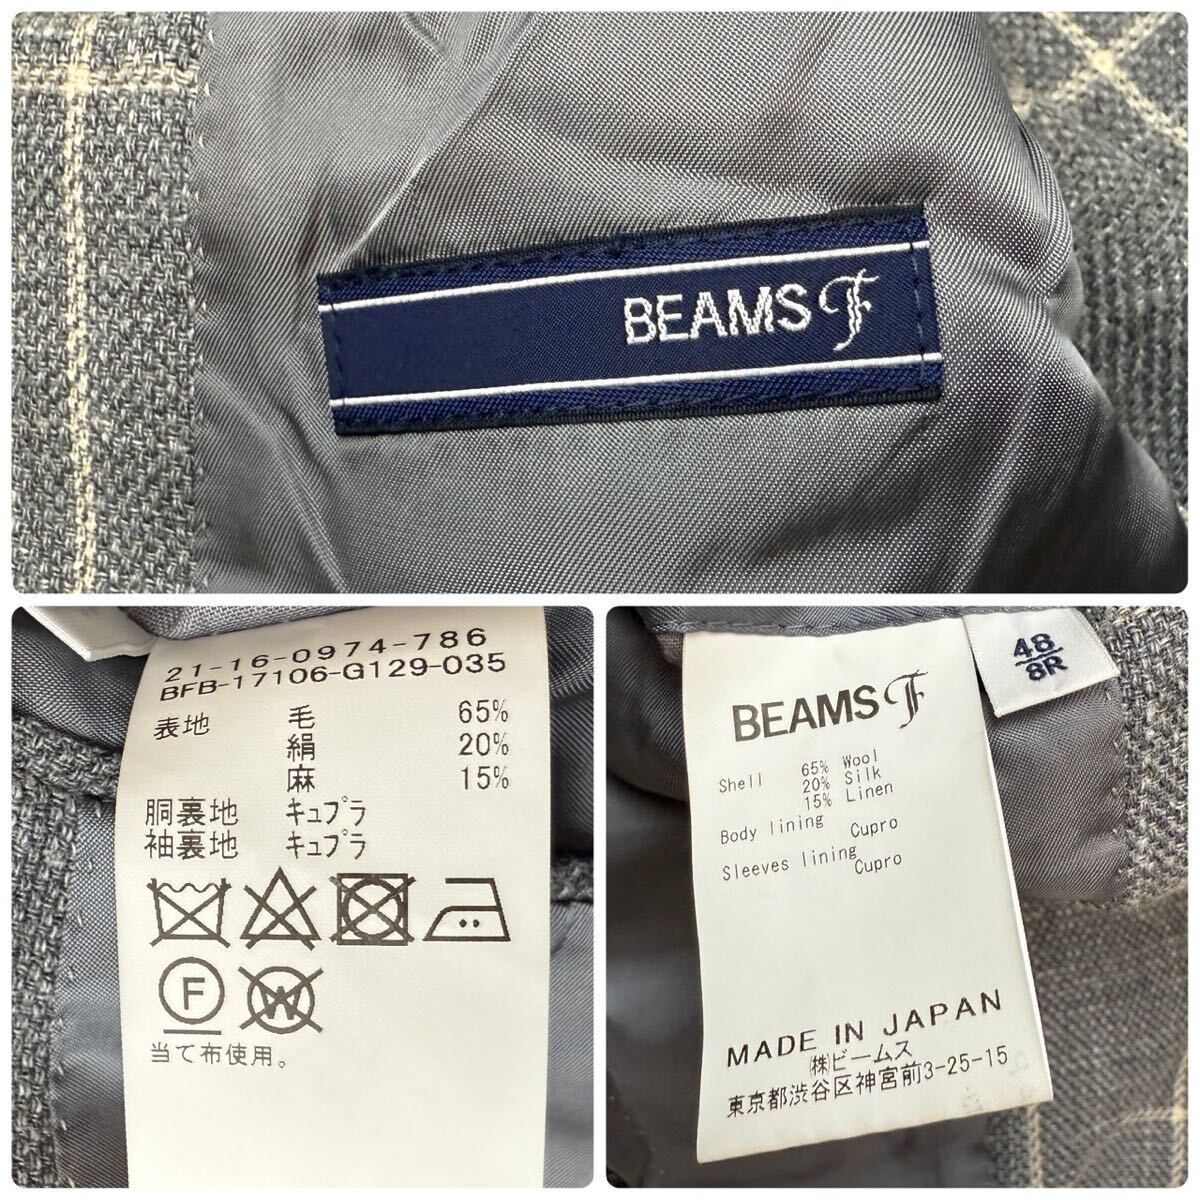 BEAMS F
21-16-0974-786
BFB-17106-G129-035
表地 毛 65%
絹 20%
麻 15%
胴裏地 キュプラ
袖裏地 キュプラ
F W
当て布使用。
48
8R
BEAMS F
Shell 65% Wool
20% Silk
15% Linen
Body lining Cupro
Sleeves lining Cupro
MADE IN JAPAN
㈱ビームス
東京都渋谷区神宮前3-25-15